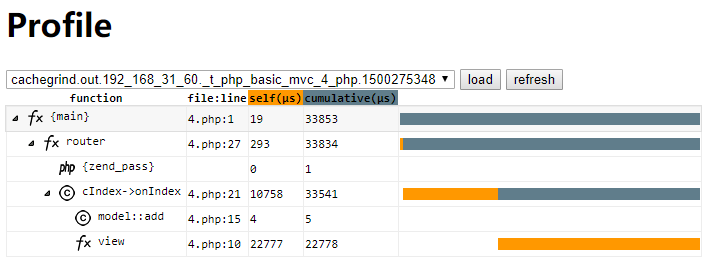 Profile
cachegrind.out.192_168_31_60._t_php_basic_mvc_4_php.1500275348 load refresh
function file:line self(μs) cumulative(μs)
fx {main} 4.php:1 19 33853
fx router 4.php:27 293 33834
php {zend_pass} 0 1
C cIndex->onIndex 4.php:21 10758 33541
C model::add 4.php:15 4 5
fx view 4.php:10 22777 22778